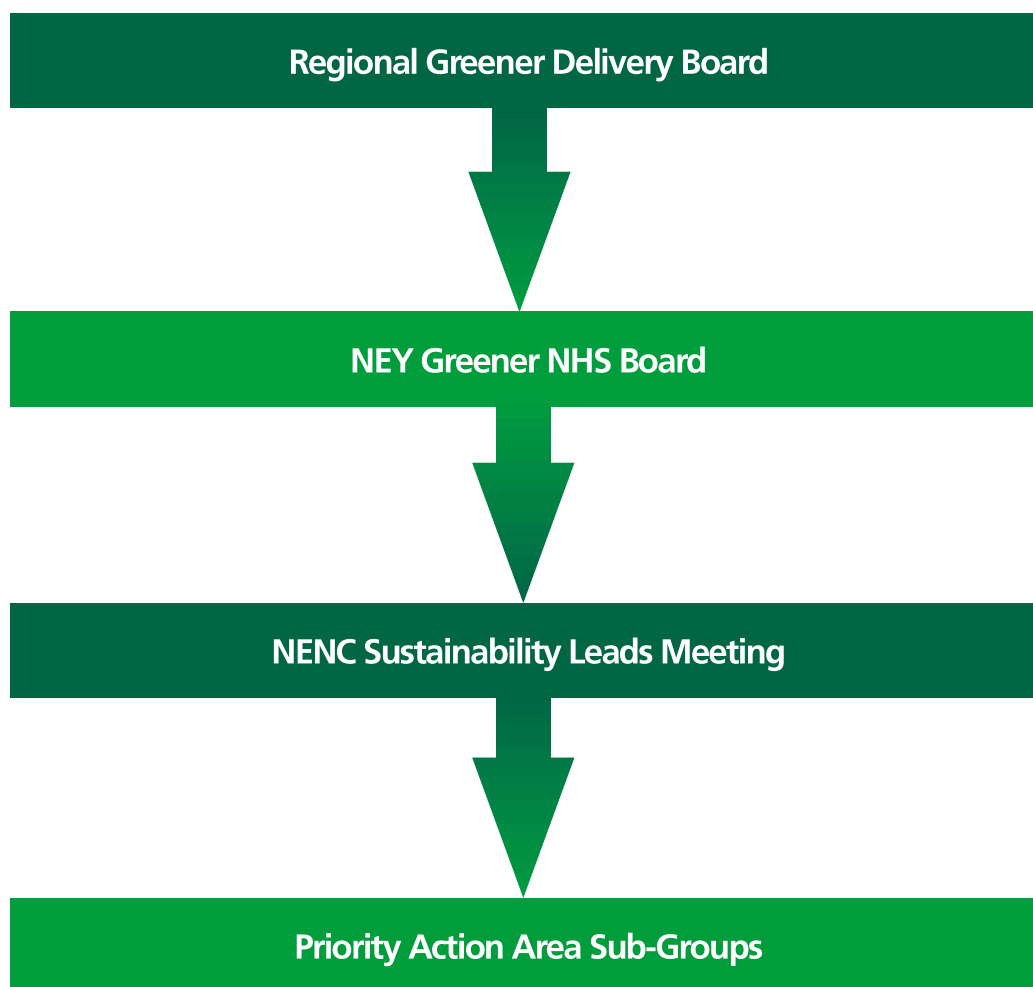 Regional Greener Delivery Board
NEY Greener NHS Board
NENC Sustainability Leads Meeting
Priority Action Area Sub-Groups